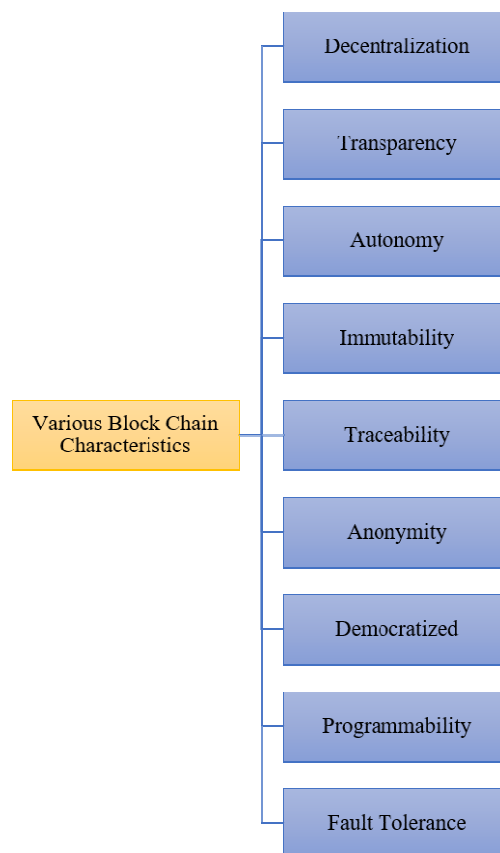 Decentralization
Transparency
Autonomy
Immutability
Various Block Chain
Characteristics
Traceability
Anonymity
Democratized
Programmability
Fault Tolerance